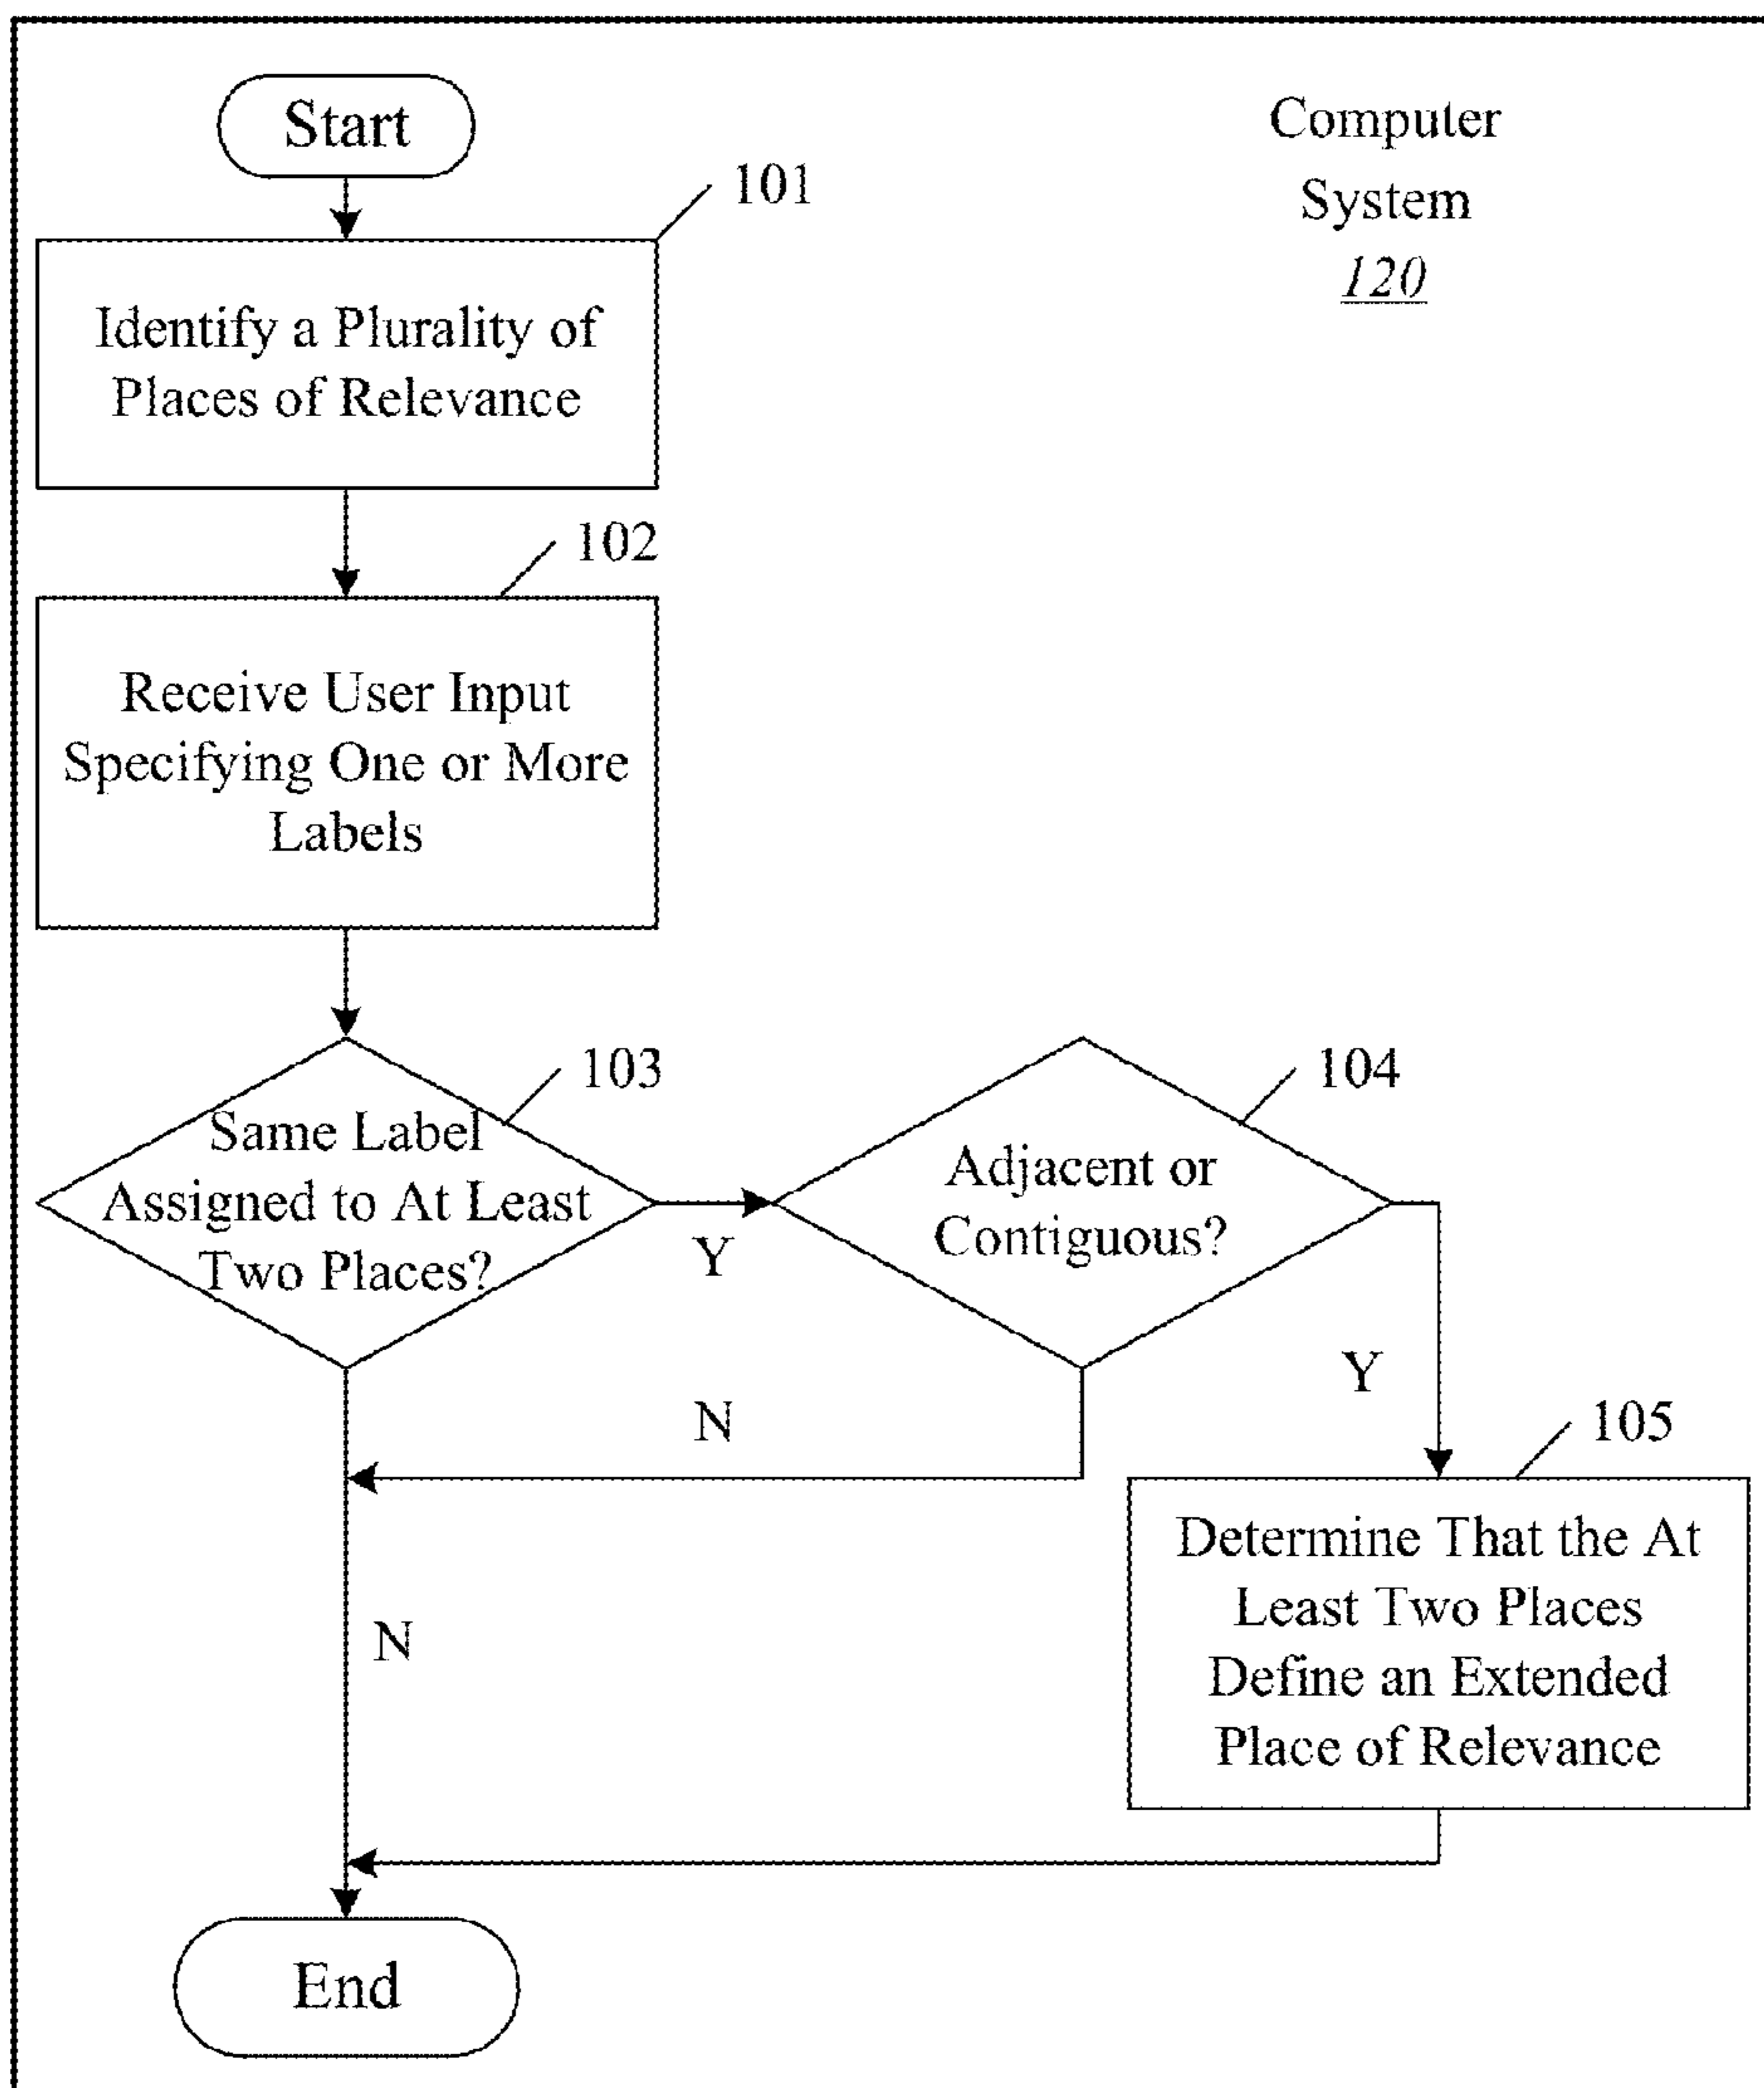 Start
Computer
System
120
101
Identify a Plurality of
Places of Relevance
102
Receive User Input
Specifying One or More
Labels
103
Same Label
Assigned to At Least
Two Places?
Y
104
Adjacent or
Contiguous?
Y
N
105
Determine That the At
Least Two Places
Define an Extended
Place of Relevance
N
End